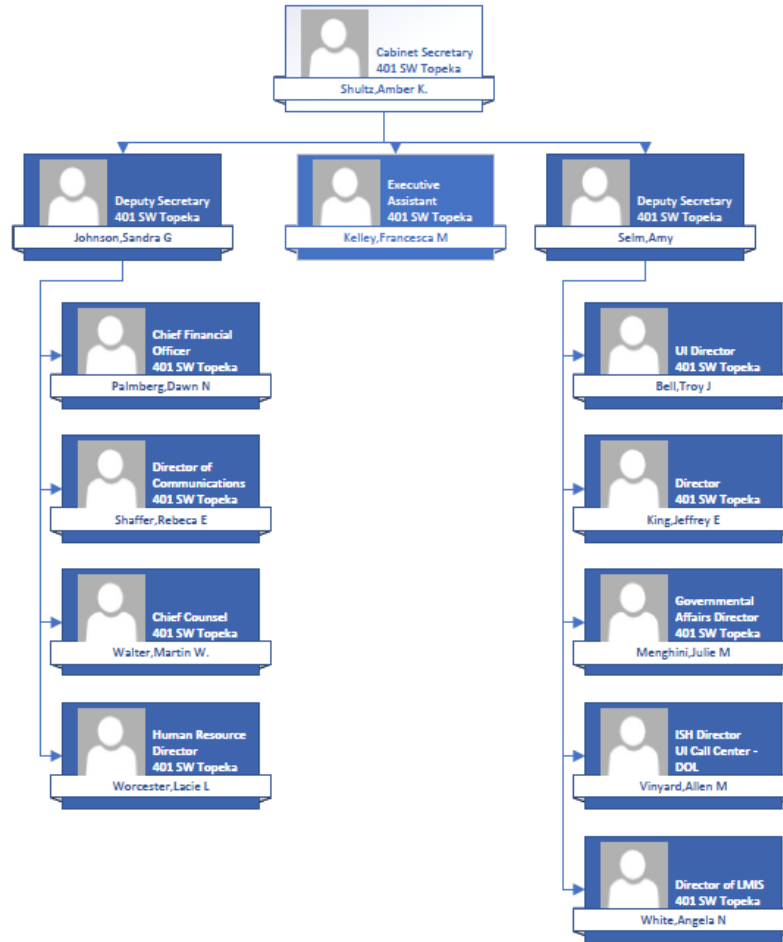 Cabinet Secretary
401 SW Topeka
Shultz,Amber K.
Deputy Secretary
401 SW Topeka
Johnson,Sandra G
Executive
Assistant
401 SW Topeka
Kelley,Francesca M
Deputy Secretary
401 SW Topeka
Selm,Amy
Chief Financial
Officer
401 SW Topeka
Palmberg,Dawn N
Director of
Communications
401 SW Topeka
Shaffer,Rebeca E
Chief Counsel
401 SW Topeka
Walter,Martin W.
Human Resource
Director
401 SW Topeka
Worcester,Lacie L
UI Director
401 SW Topeka
Bell,Troy J
Director
401 SW Topeka
King,Jeffrey E
Governmental
Affairs Director
401 SW Topeka
Menghini,Julie M
ISH Director
UI Call Center -
DOL
Vinyard,Allen M
Director of LMIS
401 SW Topeka
White,Angela N